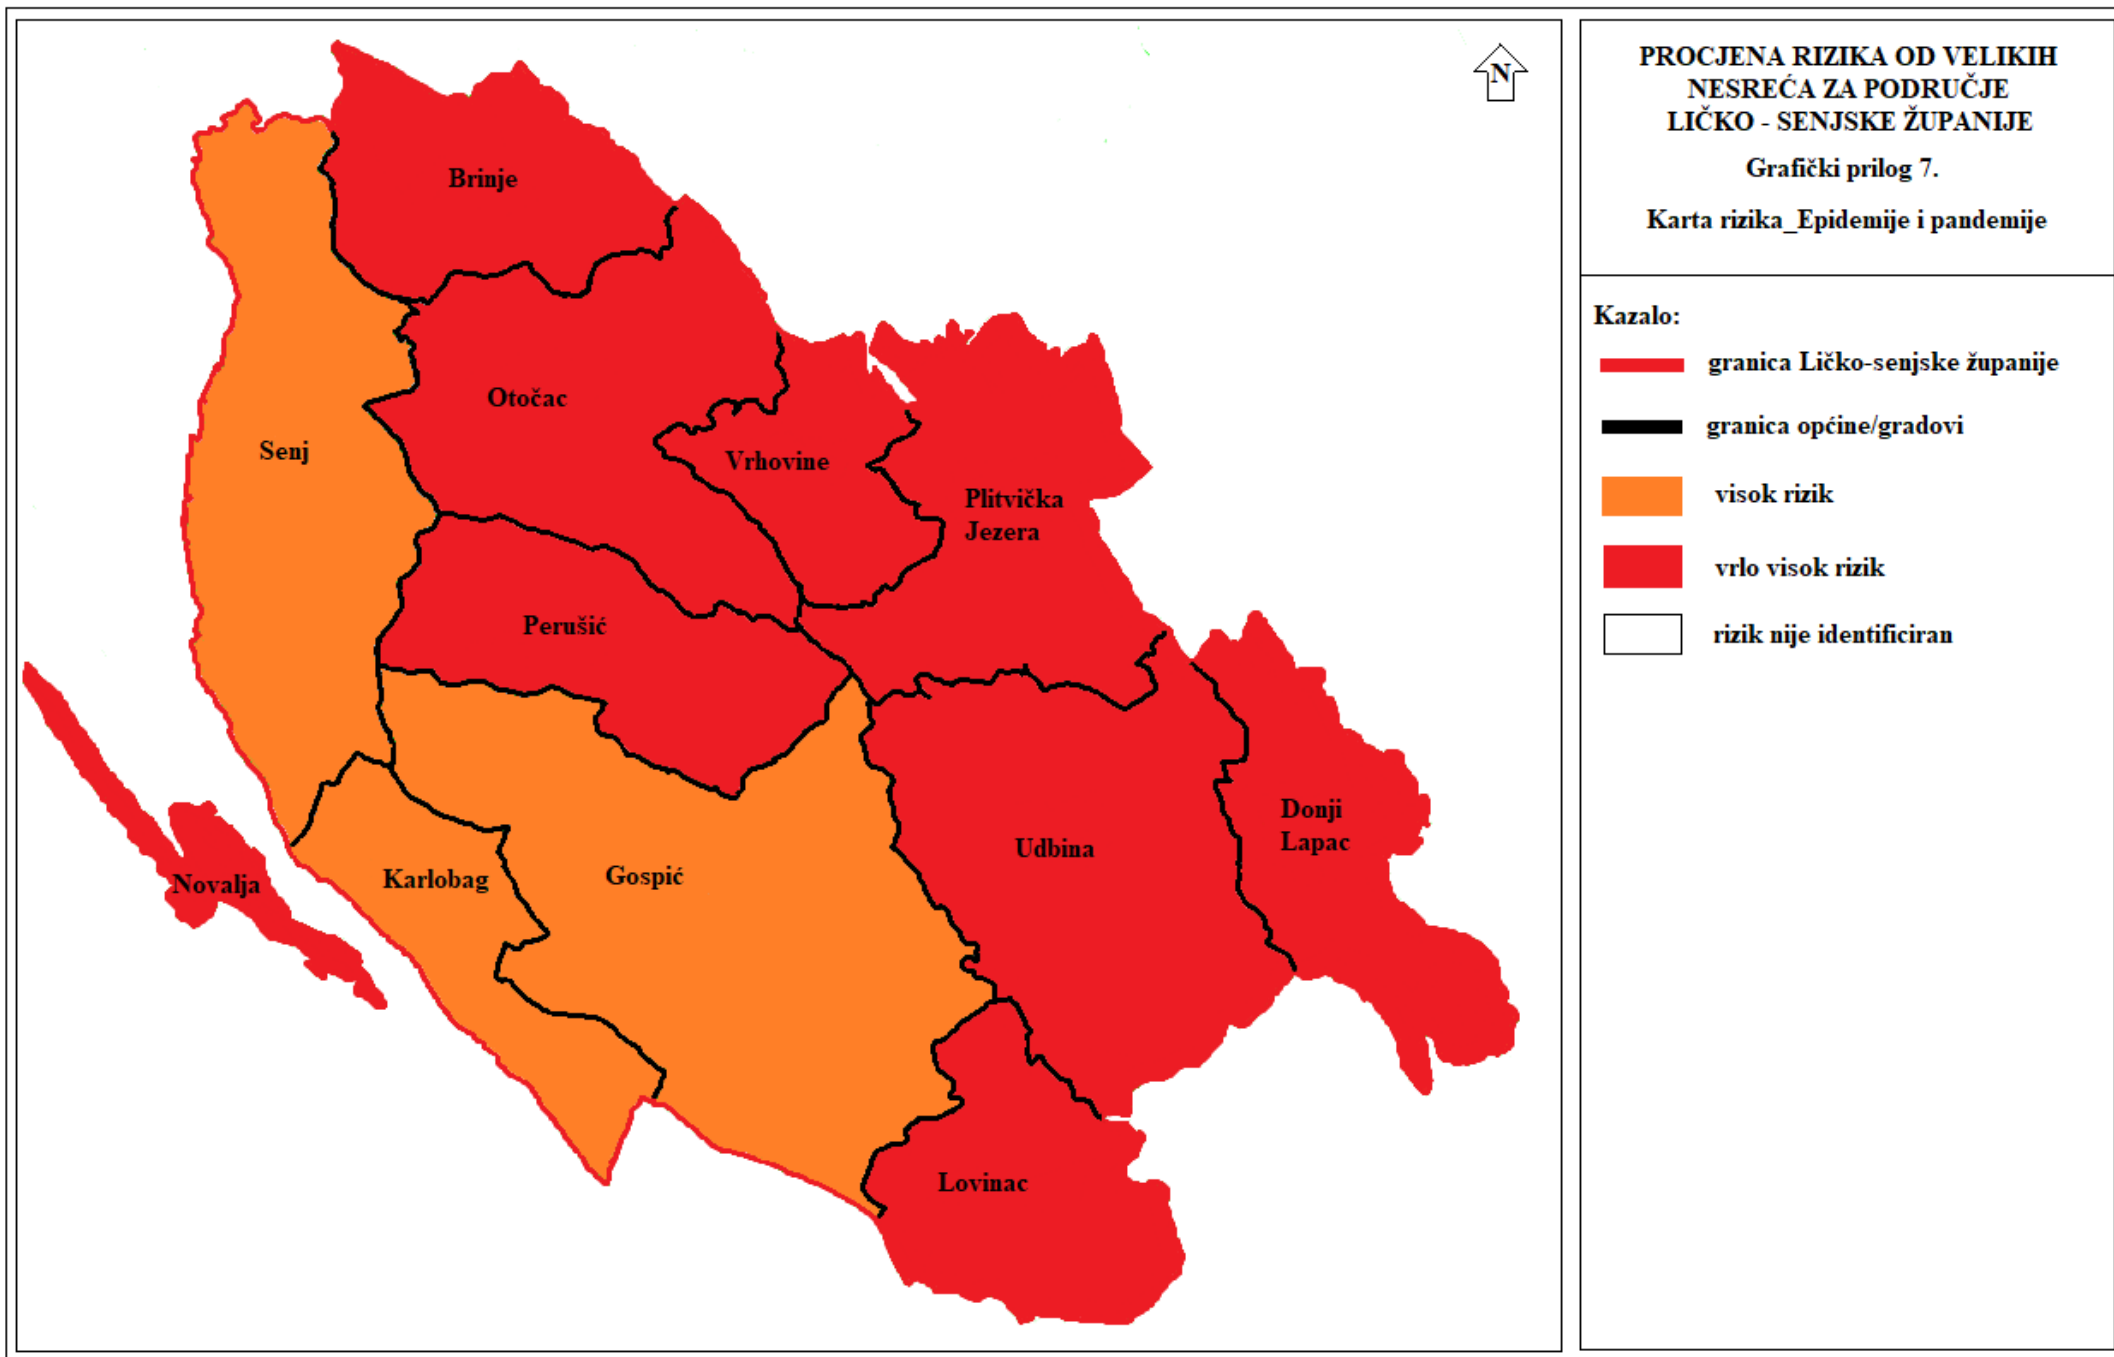 PROCJENA RIZIKA OD VELIKIH
NESREĆA ZA PODRUČJE
LIČKO - SENJSKE ŽUPANIJE
Grafički prilog 7.
Karta rizika_Epidemije i pandemije
Kazalo:
granica Ličko-senjske županije
granica općine/gradovi
visok rizik
vrlo visok rizik
rizik nije identificiran
N
Brinje
Otočac
Senj
Vrhovine
Plitvička
Jezera
Perušić
Donji
Lapac
Udbina
Novalja
Karlobag
Gospić
Lovinac